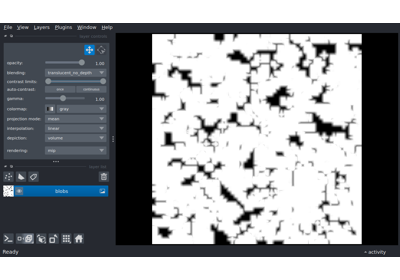 File View Layers Plugins Window Help
opacity: 1.00
blending: translucent_no_depth
contrast limits:
auto-contrast: once continuous
gamma: 1.00
colormap: gray
projection mode: mean
interpolation: linear
depiction: volume
rendering: mip
blobs
Ready
activity